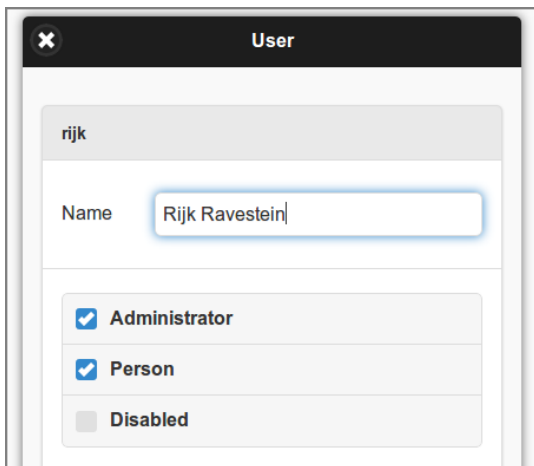 User
rijk
Name Rijk Ravestein
Administrator
Person
Disabled